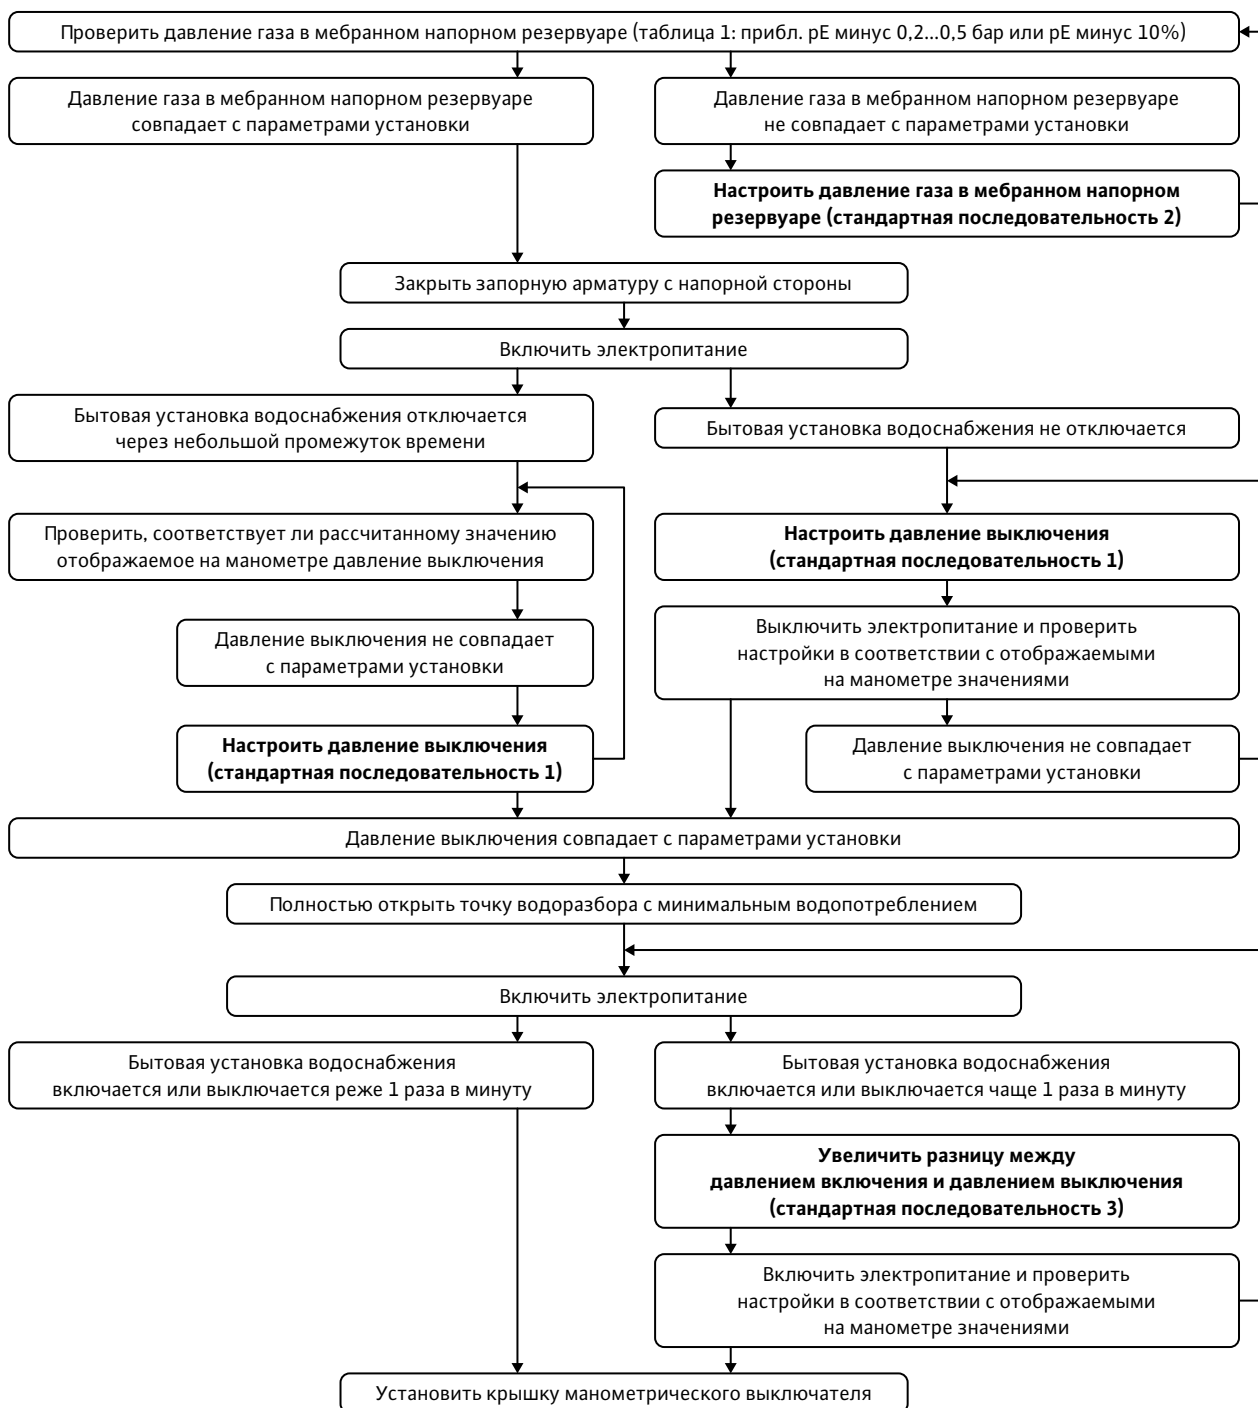 Проверить давление газа в мебранном напорном резервуаре (таблица 1: прибл. pE минус 0,2...0,5 бар или pE минус 10%)
Давление газа в мебранном напорном резервуаре
совпадает с параметрами установки
Давление газа в мебранном напорном резервуаре
не совпадает с параметрами установки
Настроить давление газа в мебранном напорном
резервуаре (стандартная последовательность 2)
Закрыть запорную арматуру с напорной стороны
Включить электропитание
Бытовая установка водоснабжения отключается
через небольшой промежуток времени
Бытовая установка водоснабжения не отключается
Проверить, соответствует ли рассчитанному значению
отображаемое на манометре давление выключения
Настроить давление выключения
(стандартная последовательность 1)
Давление выключения не совпадает
с параметрами установки
Выключить электропитание и проверить
настройки в соответствии с отображаемыми
на манометре значениями
Настроить давление выключения
(стандартная последовательность 1)
Давление выключения не совпадает
с параметрами установки
Давление выключения совпадает с параметрами установки
Полностью открыть точку водоразбора с минимальным водопотреблением
Включить электропитание
Бытовая установка водоснабжения
включается или выключается реже 1 раза в минуту
Бытовая установка водоснабжения
включается или выключается чаще 1 раза в минуту
Увеличить разницу между
давлением включения и давлением выключения
(стандартная последовательность 3)
Включить электропитание и проверить
настройки в соответствии с отображаемыми
на манометре значениями
Установить крышку манометрического выключателя